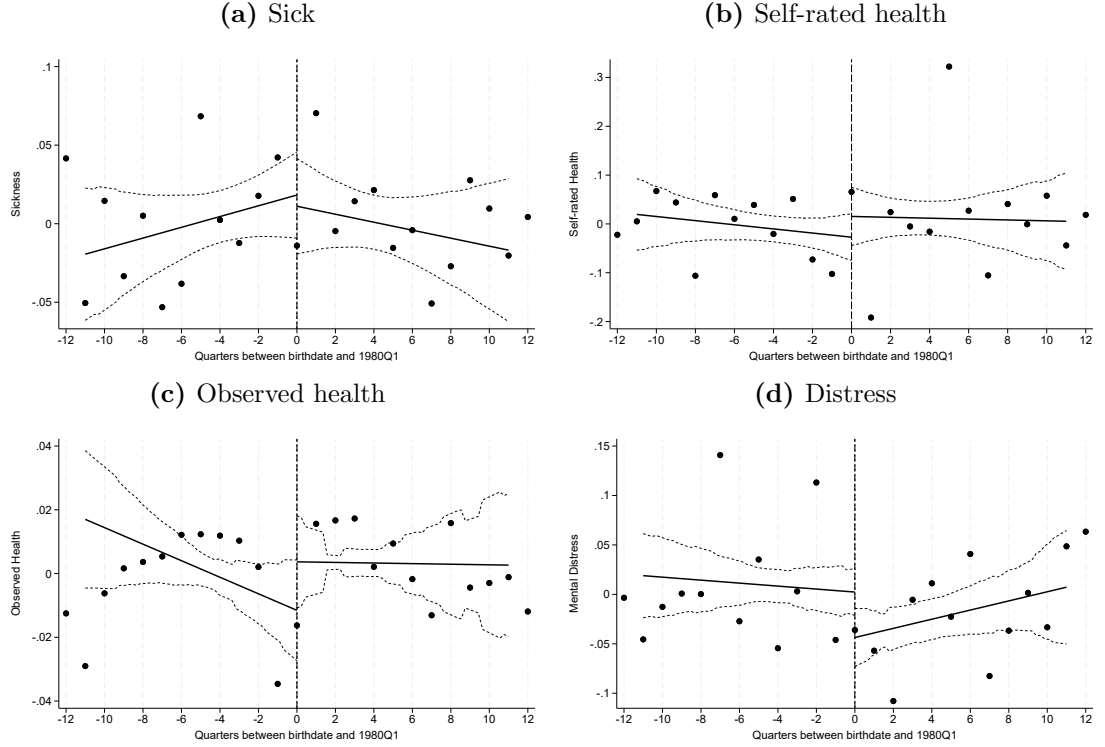 (a) Sick
.1
.05
0
-.05
Sickness
-12 -10 -8 -6 -4 -2 0 2 4 6 8 10 12
Quarters between birthdate and 1980Q1
(b) Self-rated health
.3
.2
.1
0
-.1
-.2
Self-rated Health
-12 -10 -8 -6 -4 -2 0 2 4 6 8 10 12
Quarters between birthdate and 1980Q1
(c) Observed health
.04
.02
0
-.02
-.04
Observed Health
-12 -10 -8 -6 -4 -2 0 2 4 6 8 10 12
Quarters between birthdate and 1980Q1
(d) Distress
.15
.1
.05
0
-.05
-.1
Mental Distress
-12 -10 -8 -6 -4 -2 0 2 4 6 8 10 12
Quarters between birthdate and 1980Q1